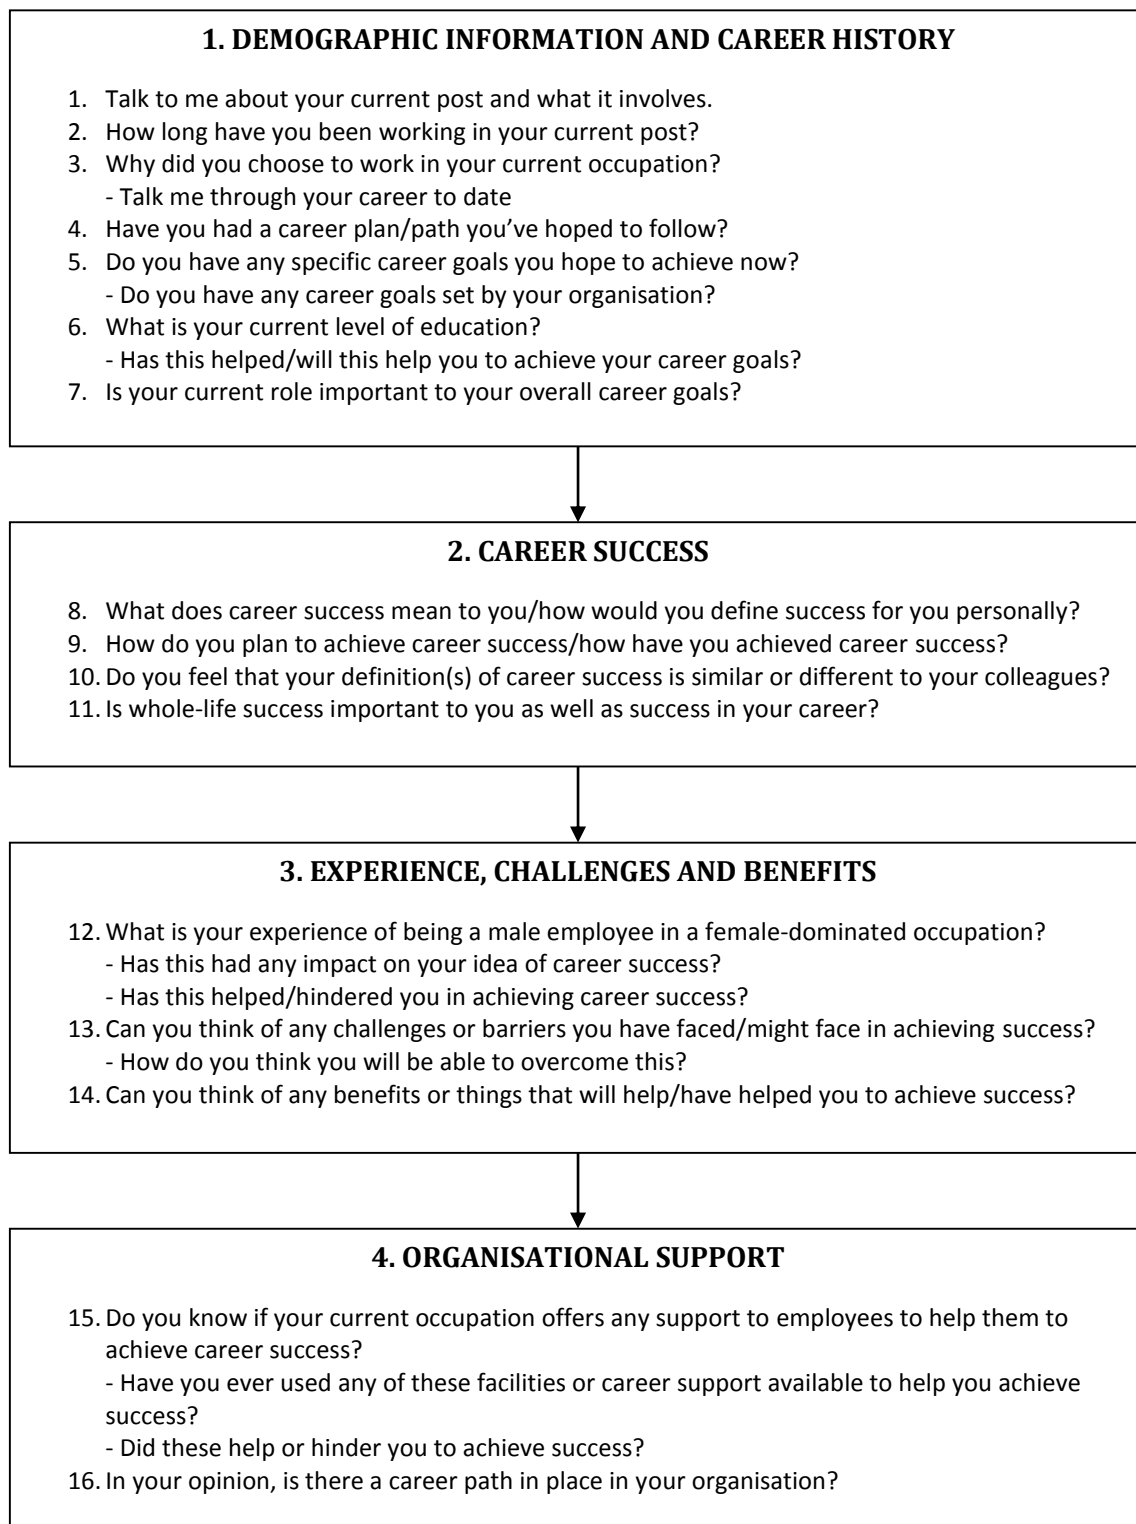 1. DEMOGRAPHIC INFORMATION AND CAREER HISTORY
1. Talk to me about your current post and what it involves.
2. How long have you been working in your current post?
3. Why did you choose to work in your current occupation?
- Talk me through your career to date
4. Have you had a career plan/path you’ve hoped to follow?
5. Do you have any specific career goals you hope to achieve now?
- Do you have any career goals set by your organisation?
6. What is your current level of education?
- Has this helped/will this help you to achieve your career goals?
7. Is your current role important to your overall career goals?
2. CAREER SUCCESS
8. What does career success mean to you/how would you define success for you personally?
9. How do you plan to achieve career success/how have you achieved career success?
10. Do you feel that your definition(s) of career success is similar or different to your colleagues?
11. Is whole-life success important to you as well as success in your career?
3. EXPERIENCE, CHALLENGES AND BENEFITS
12. What is your experience of being a male employee in a female-dominated occupation?
- Has this had any impact on your idea of career success?
- Has this helped/hindered you in achieving career success?
13. Can you think of any challenges or barriers you have faced/might face in achieving success?
- How do you think you will be able to overcome this?
14. Can you think of any benefits or things that will help/have helped you to achieve success?
4. ORGANISATIONAL SUPPORT
15. Do you know if your current occupation offers any support to employees to help them to
achieve career success?
- Have you ever used any of these facilities or career support available to help you achieve
success?
- Did these help or hinder you to achieve success?
16. In your opinion, is there a career path in place in your organisation?